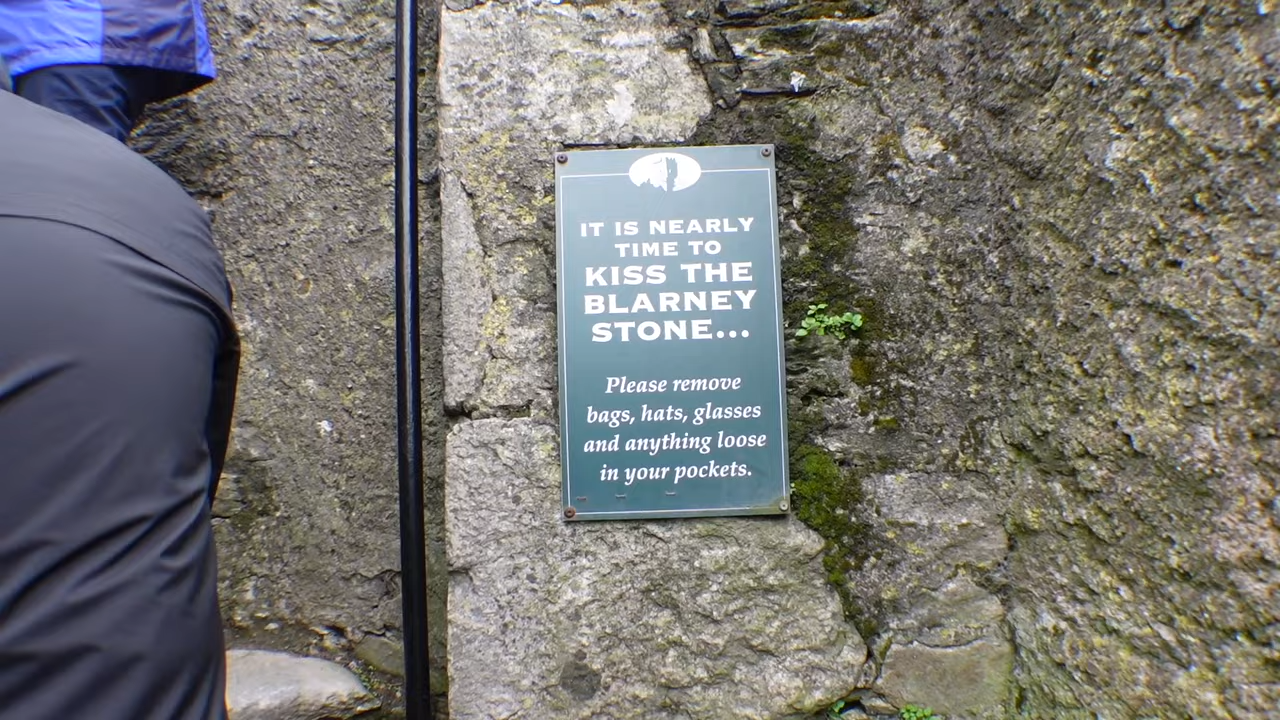 IT IS NEARLY
TIME TO
KISS THE
BLARNEY
STONE...
Please remove
bags, hats, glasses
and anything loose
in your pockets.